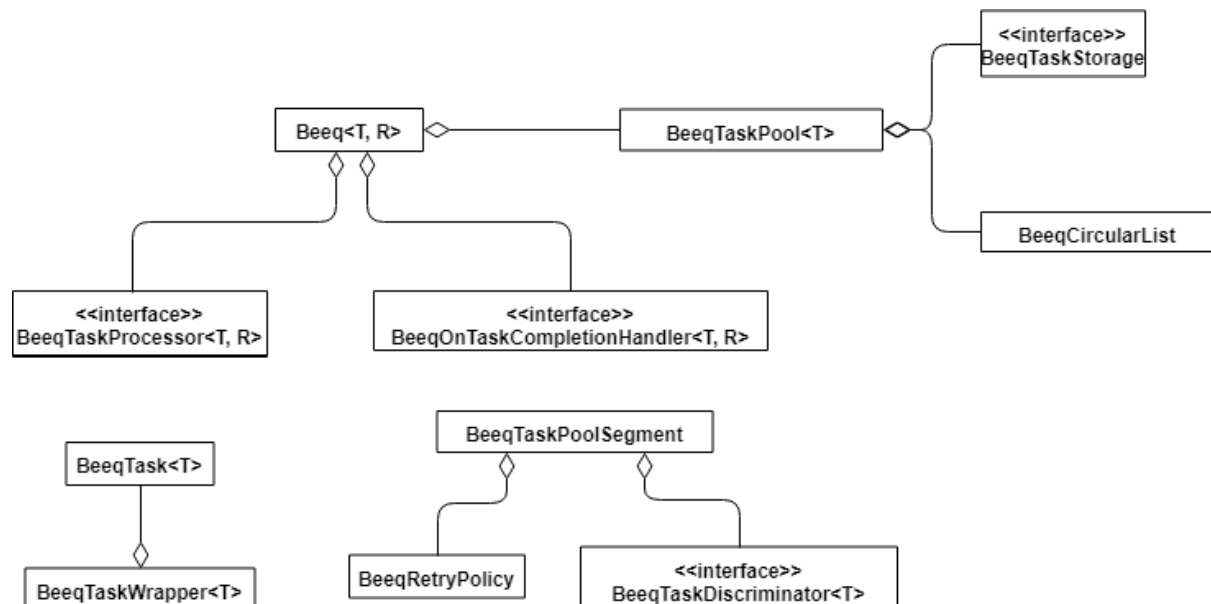 <<interface>>
BeeqTaskStorage
Beeq<T, R>
BeeqTaskPool<T>
BeeqCircularList
<<interface>>
BeeqTaskProcessor<T, R>
<<interface>>
BeeqOnTaskCompletionHandler<T, R>
BeeqTaskPoolSegment
BeeqTask<T>
BeeqRetryPolicy
<<interface>>
BeeqTaskDiscriminator<T>
BeeqTaskWrapper<T>